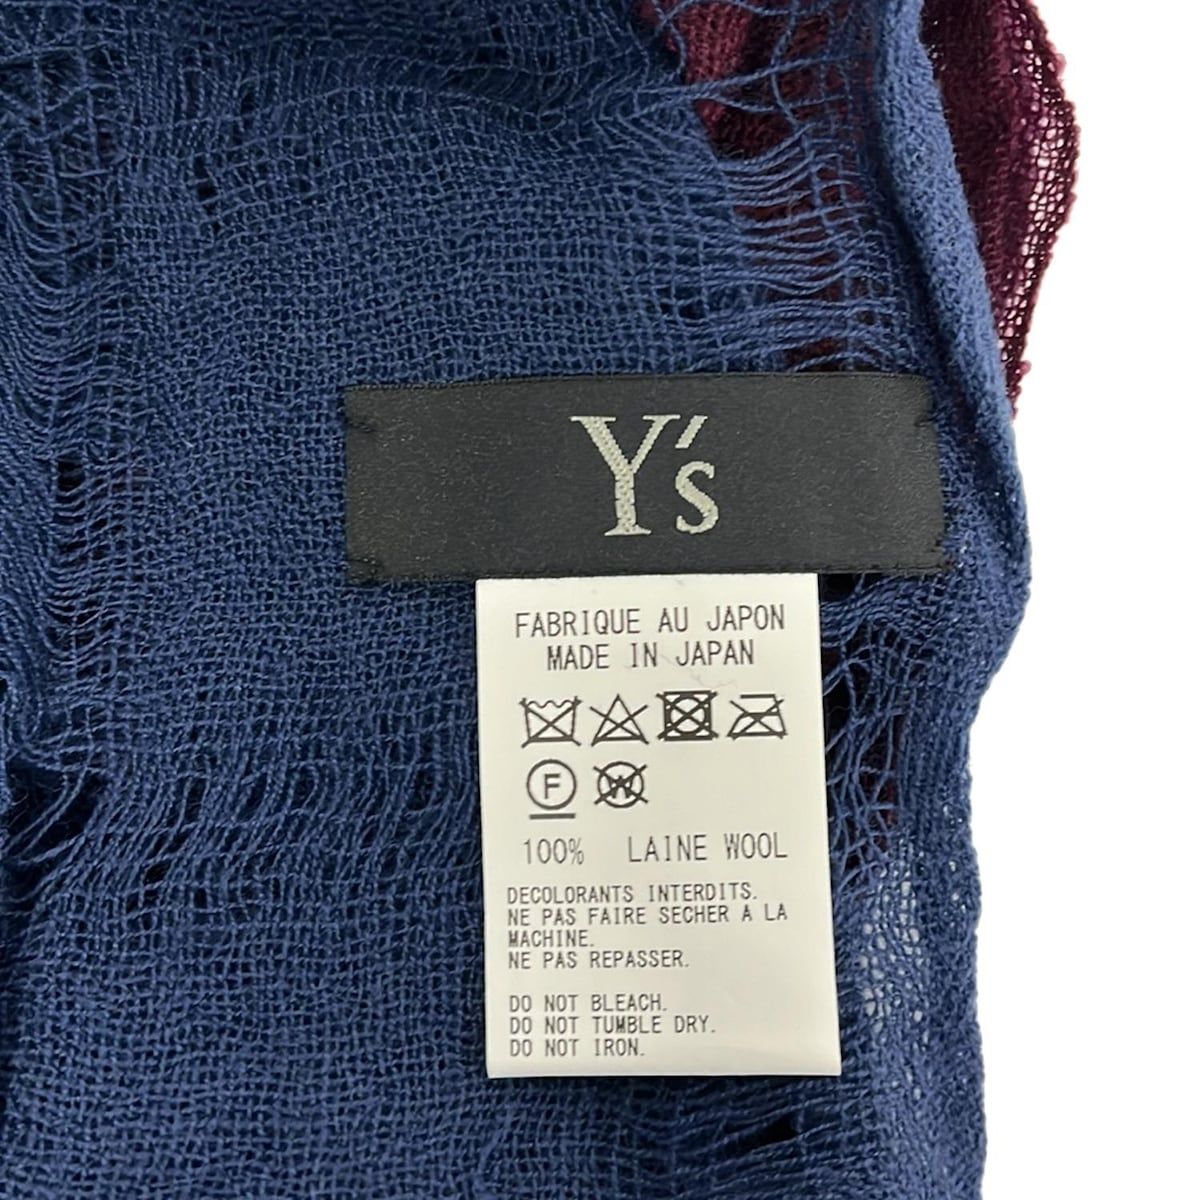 Y's
FABRIQUE AU JAPON
MADE IN JAPAN
F W
100% LAINE WOOL
DECOLORANTS INTERDITS.
NE PAS FAIRE SECHER A LA
MACHINE.
NE PAS REPASSER.
DO NOT BLEACH.
DO NOT TUMBLE DRY.
DO NOT IRON.